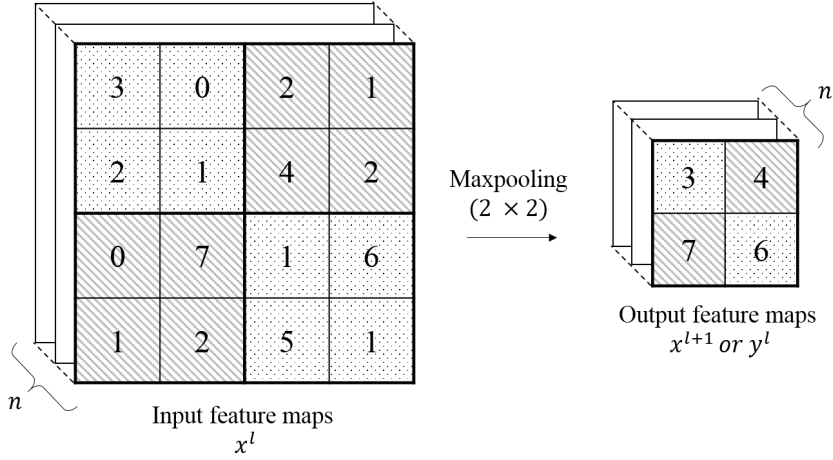 3 0 2 1
2 1 4 2
0 7 1 6
1 2 5 1
n
Input feature maps
x^l
Maxpooling
(2 × 2)
n
3 4
7 6
Output feature maps
x^{l+1} or y^l